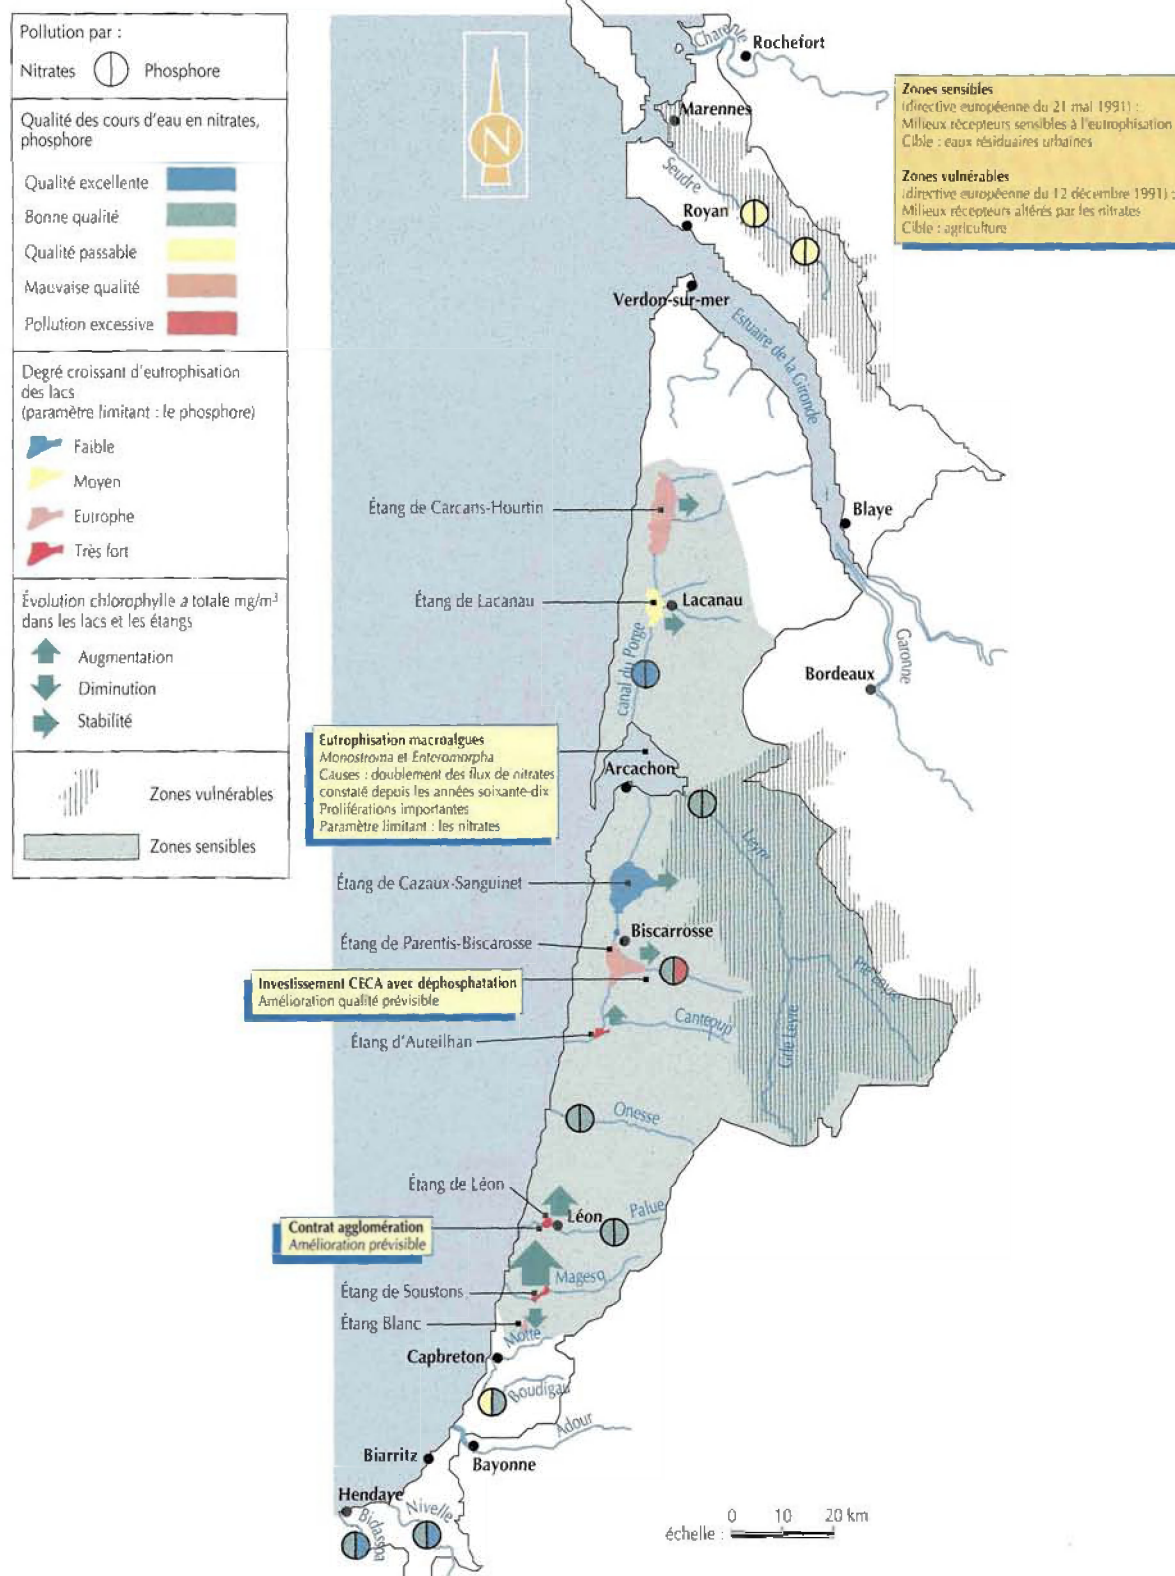 Pollution par :
Nitrates Phosphore
Qualité des cours d'eau en nitrates,
phosphore
Qualité excellente
Bonne qualité
Qualité passable
Mauvaise qualité
Pollution excessive
Degré croissant d'eutrophisation
des lacs
(paramètre limitant : le phosphore)
Faible
Moyen
Eutrophe
Très fort
Évolution chlorophylle a totale mg/m³
dans les lacs et les étangs
Augmentation
Diminution
Stabilité
Zones vulnérables
Zones sensibles
N
Zones sensibles
(directive européenne du 21 mai 1991) :
Milieux récepteurs sensibles à l'eutrophisation
Cible : eaux résiduaires urbaines
Zones vulnérables
(directive européenne du 12 décembre 1991) :
Milieux récepteurs altérés par les nitrates
Cible : agriculture
Charente
Rochefort
Marennes
Seudre
Royan
Verdon-sur-mer
Estuaire de la Gironde
Étang de Carcans-Hourtin
Blaye
Étang de Lacanau
Lacanau
canal du Porge
Garonne
Bordeaux
Eutrophisation macroalgues
Monostroma et Enteromorpha
Causes : doublement des flux de nitrates
constaté depuis les années soixante-dix
Proliférations importantes
Paramètre limitant : les nitrates
Arcachon
Leyre
Étang de Cazaux-Sanguinet
Biscarrosse
Étang de Parentis-Biscarosse
Pte Leyre
Investissement CECA avec déphosphatation
Amélioration qualité prévisible
Canteoup
Étang d'Aureilhan
Gde Leyre
Onesse
Étang de Léon
Léon
Palue
Contrat agglomération
Amélioration prévisible
Magesq
Étang de Soustons
Étang Blanc
Motte
Capbreton
Boudigau
Adour
Biarritz
Bayonne
Hendaye
Nivelle
Bidassoa
échelle : 0 10 20 km